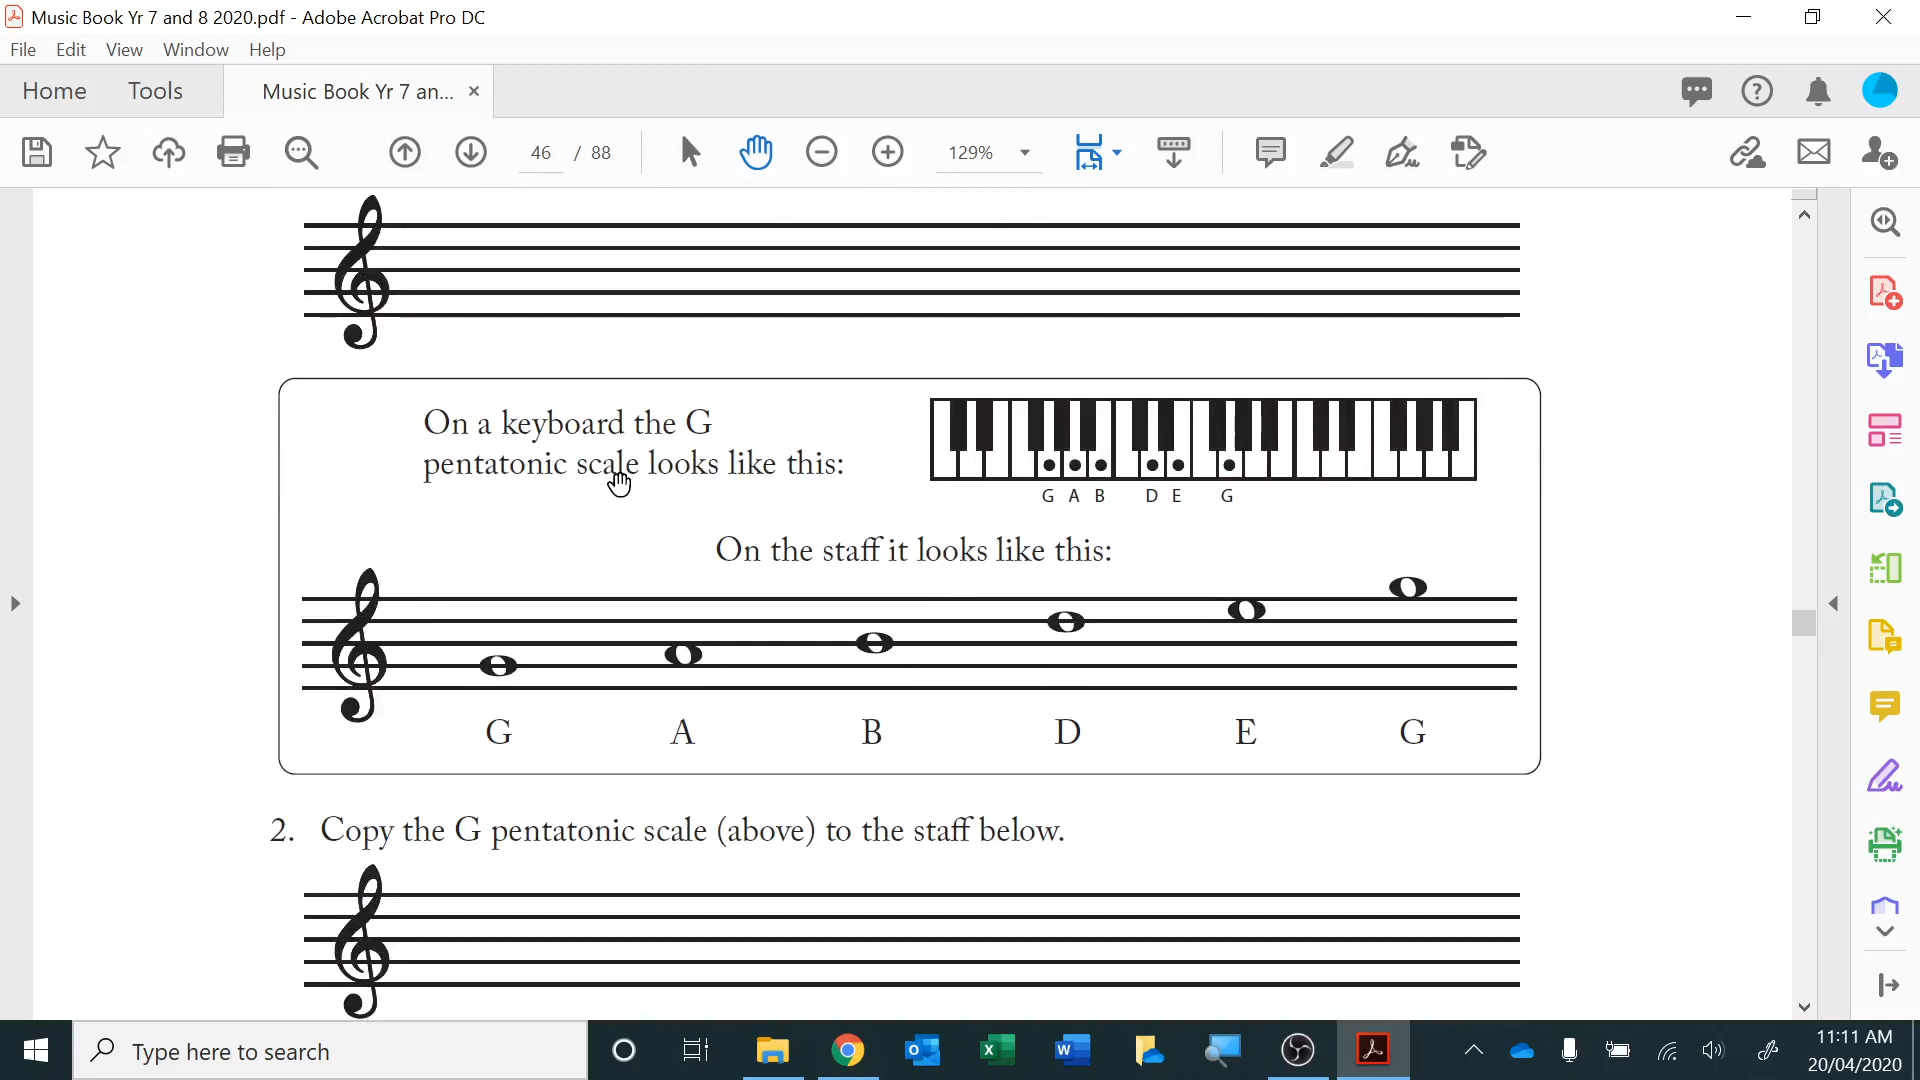 Music Book Yr 7 and 8 2020.pdf - Adobe Acrobat Pro DC
File Edit View Window Help
Home Tools Music Book Yr 7 an... ×
46 / 88 129%
On a keyboard the G
pentatonic scale looks like this:
G A B D E G
On the staff it looks like this:
G A B D E G
2. Copy the G pentatonic scale (above) to the staff below.
Type here to search
11:11 AM
20/04/2020